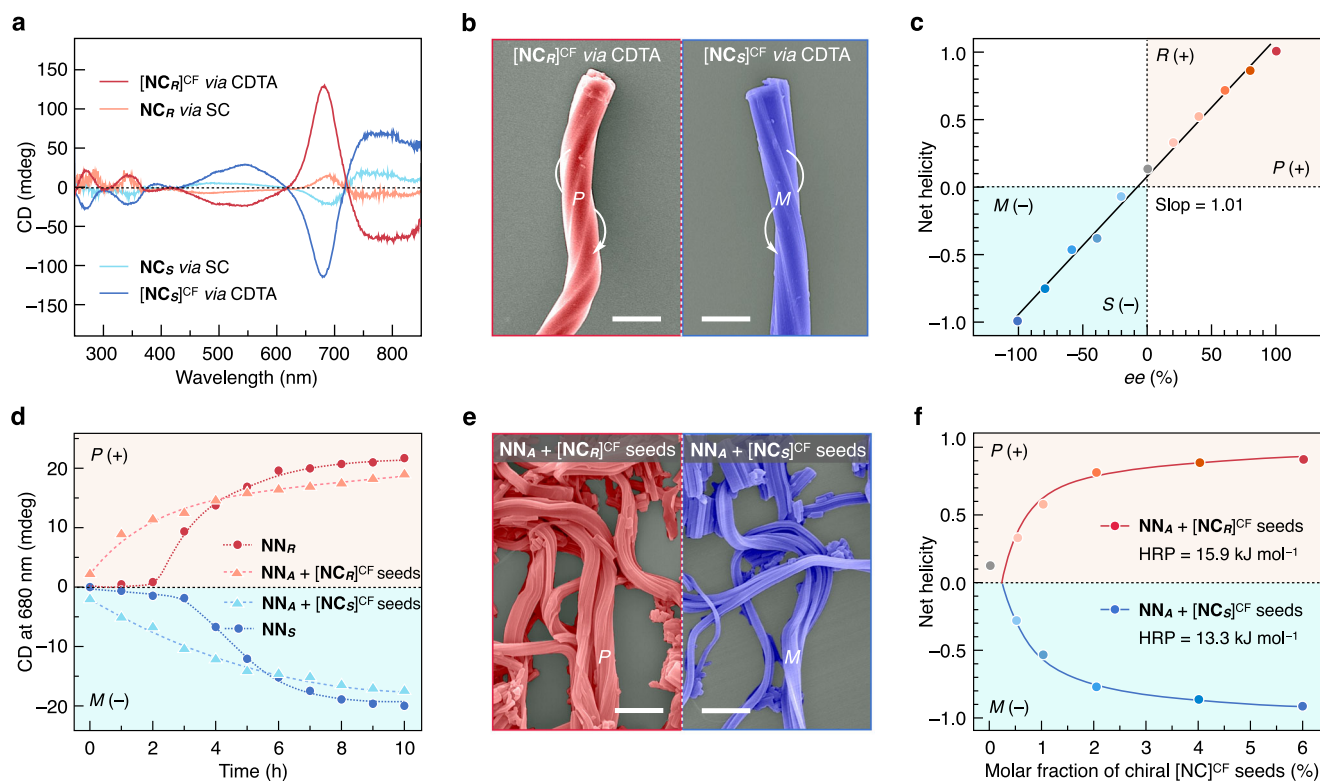 a
150
100
50
0
−50
−100
−150
CD (mdeg)
[NC_R]^CF via CDTA
NC_R via SC
NC_S via SC
[NC_S]^CF via CDTA
300 400 500 600 700 800
Wavelength (nm)
b
[NC_R]^CF via CDTA
[NC_S]^CF via CDTA
P
M
c
1.0
0.5
0.0
−0.5
−1.0
Net helicity
R (+)
P (+)
M (−)
S (−)
Slop = 1.01
−100 −50 0 50 100
ee (%)
d
20
10
0
−10
−20
CD at 680 nm (mdeg)
P (+)
NN_R
NN_A + [NC_R]^CF seeds
NN_A + [NC_S]^CF seeds
NN_S
M (−)
0 2 4 6 8 10
Time (h)
e
NN_A + [NC_R]^CF seeds
NN_A + [NC_S]^CF seeds
P
M
f
1.0
0.5
0.0
−0.5
−1.0
Net helicity
P (+)
NN_A + [NC_R]^CF seeds
HRP = 15.9 kJ mol⁻¹
NN_A + [NC_S]^CF seeds
HRP = 13.3 kJ mol⁻¹
M (−)
0 1 2 3 4 5 6
Molar fraction of chiral [NC]^CF seeds (%)